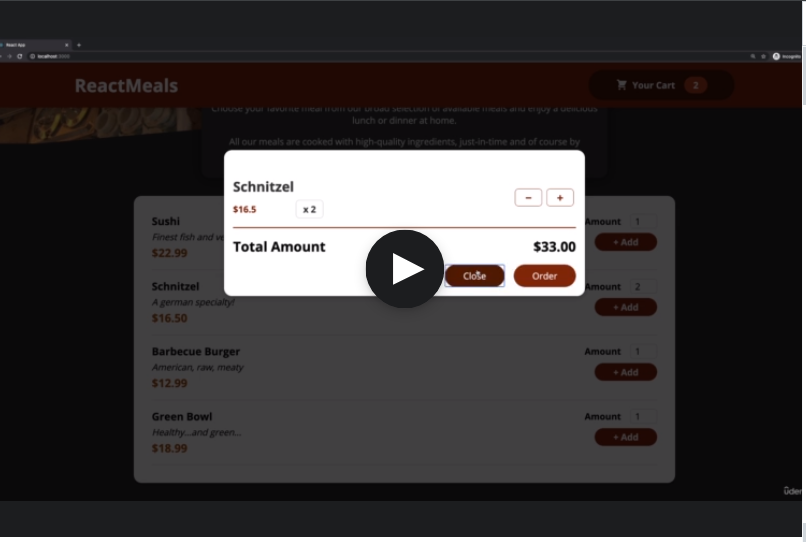 React App
localhost:3000
Incognito
ReactMeals
Your Cart 2
Choose your favorite meal from our broad selection of available meals and enjoy a delicious
lunch or dinner at home.
All our meals are cooked with high-quality ingredients, just-in-time and of course by
Schnitzel
$16.5 x 2
− +
Total Amount $33.00
Close Order
Sushi
Finest fish and ve
$22.99
Amount 1
+ Add
Schnitzel
A german specialty!
$16.50
Amount 2
+ Add
Barbecue Burger
American, raw, meaty
$12.99
Amount 1
+ Add
Green Bowl
Healthy...and green...
$18.99
Amount 1
+ Add